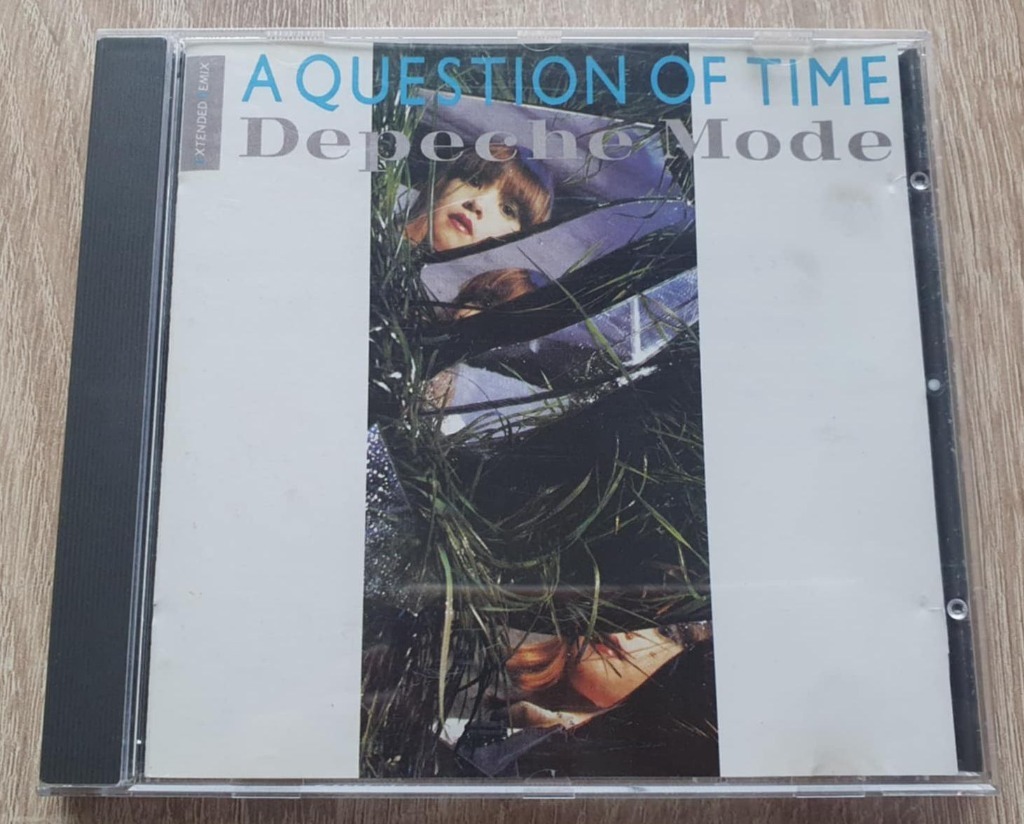 A QUESTION OF TIME
Depeche Mode
EXTENDED REMIX